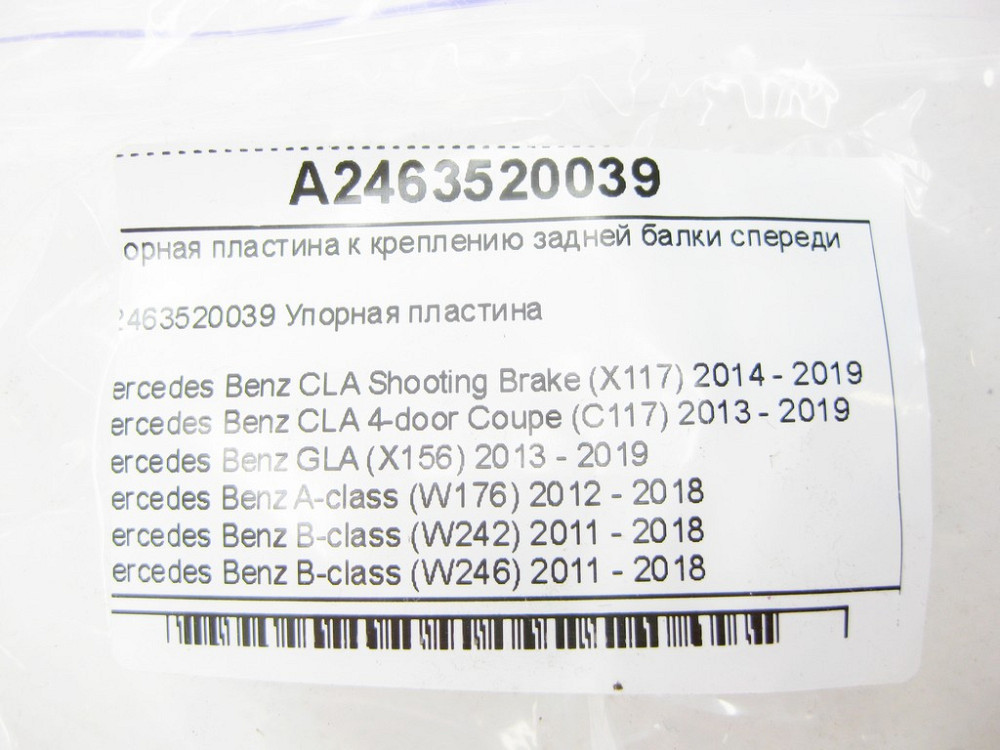 A2463520039
орная пластина к креплению задней балки спереди
2463520039 Упорная пластина
ercedes Benz CLA Shooting Brake (X117) 2014 - 2019
ercedes Benz CLA 4-door Coupe (C117) 2013 - 2019
ercedes Benz GLA (X156) 2013 - 2019
ercedes Benz A-class (W176) 2012 - 2018
ercedes Benz B-class (W242) 2011 - 2018
ercedes Benz B-class (W246) 2011 - 2018